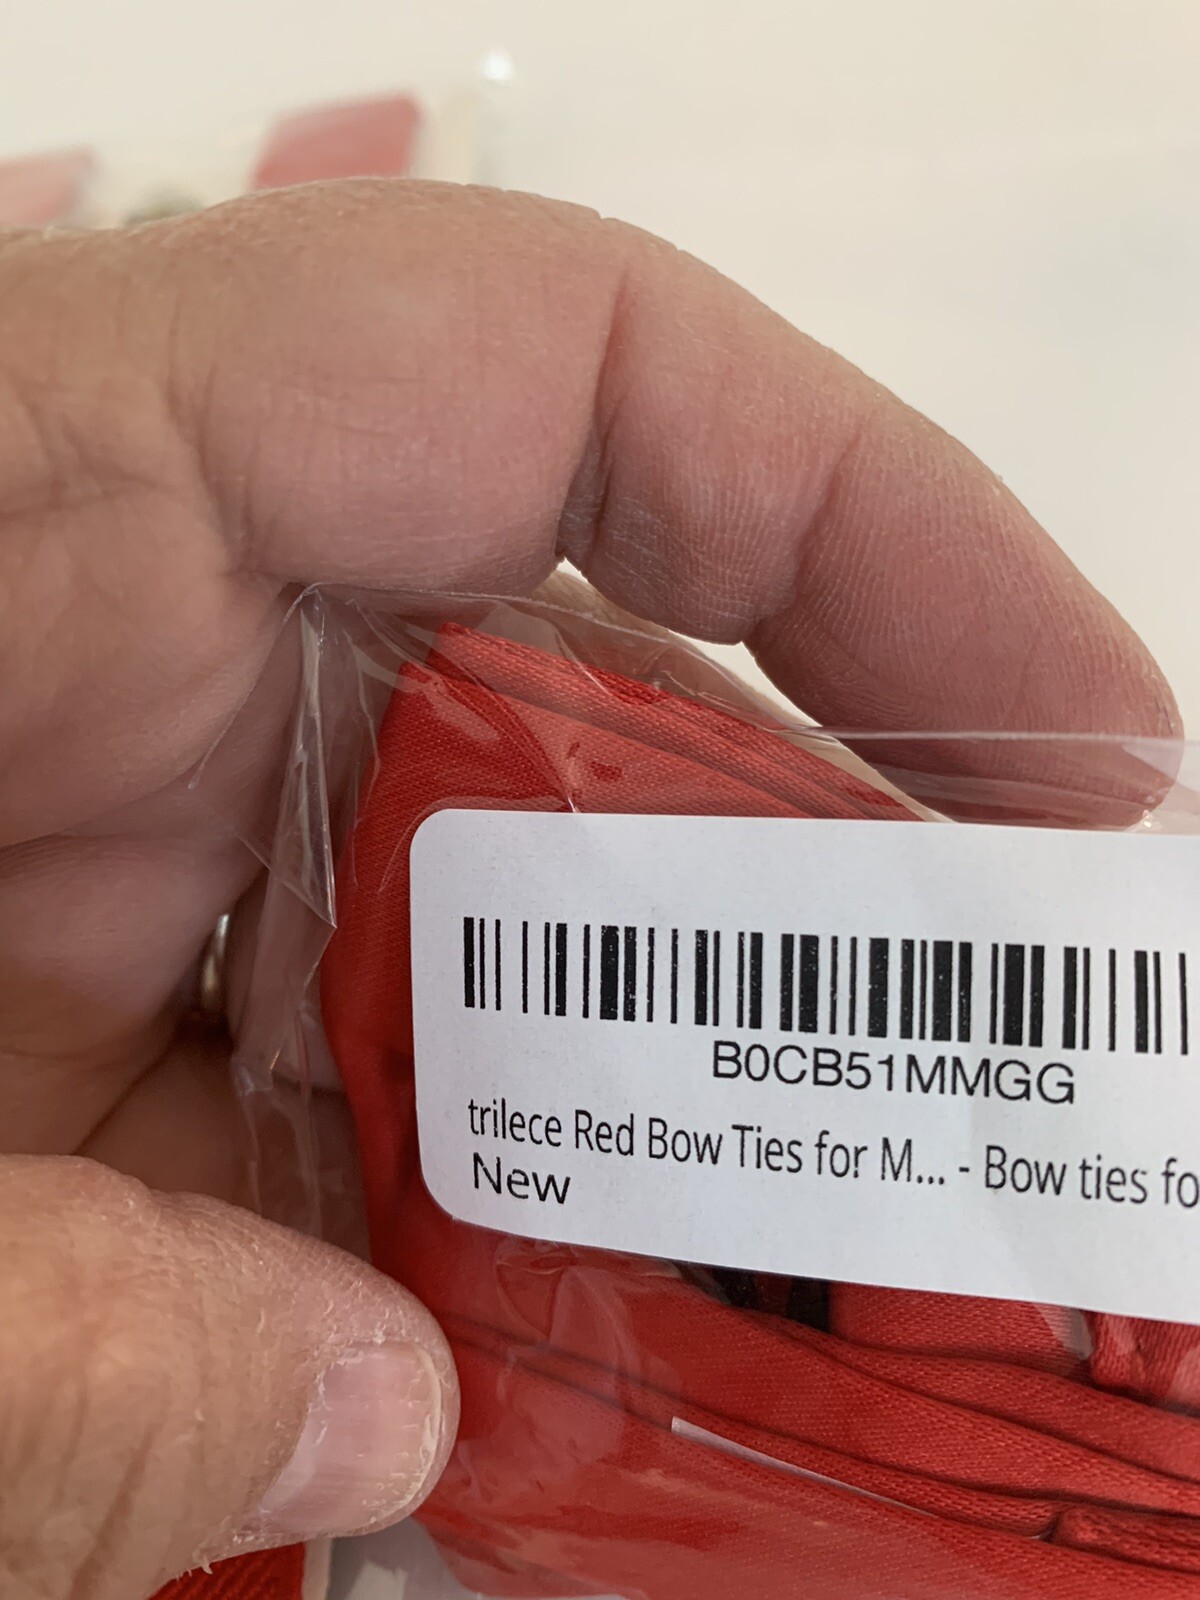 B0CB51MMGG
trilece Red Bow Ties for M... - Bow ties fo
New